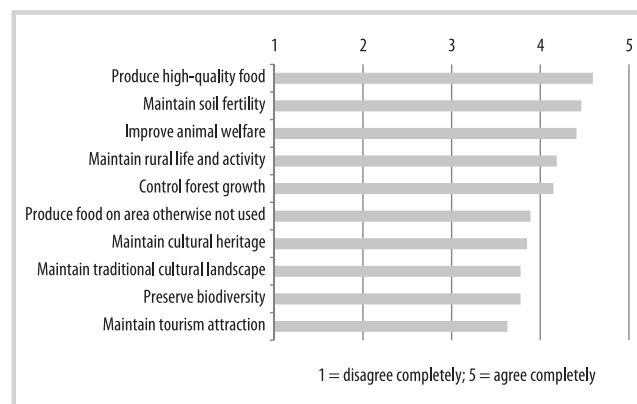 1 2 3 4 5
Produce high-quality food
Maintain soil fertility
Improve animal welfare
Maintain rural life and activity
Control forest growth
Produce food on area otherwise not used
Maintain cultural heritage
Maintain traditional cultural landscape
Preserve biodiversity
Maintain tourism attraction
1 = disagree completely; 5 = agree completely